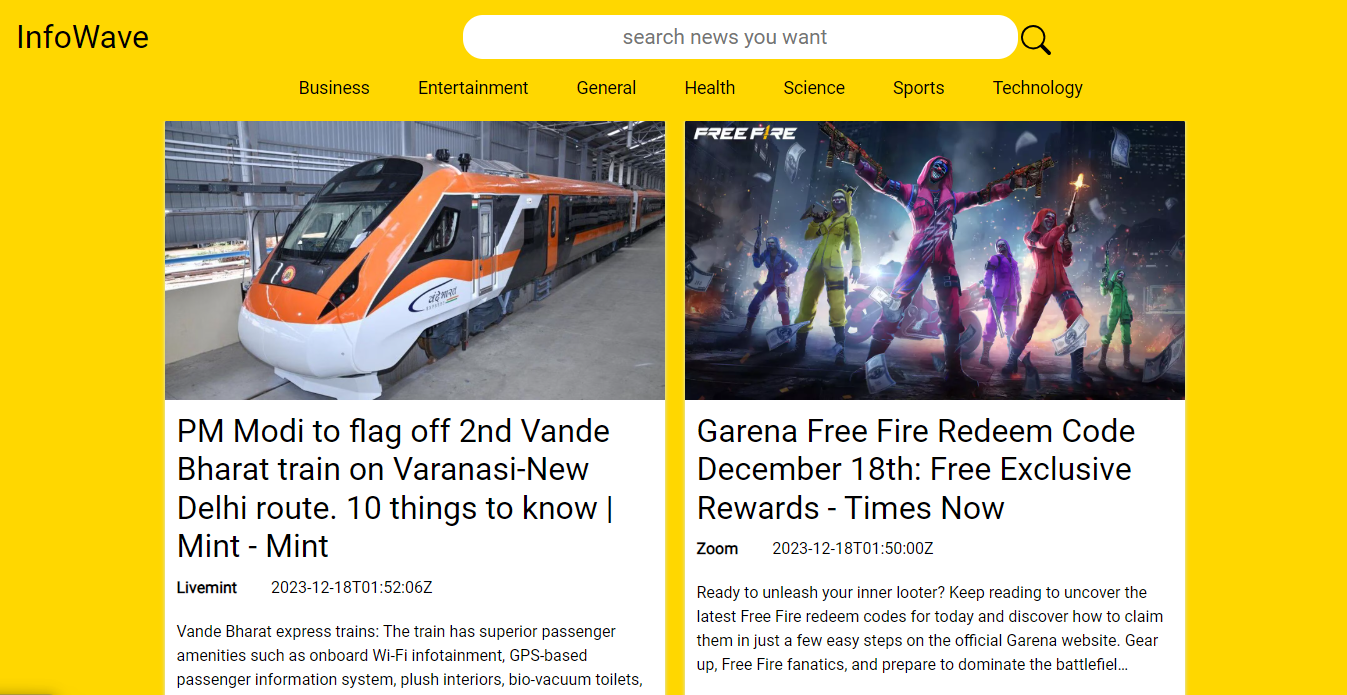 InfoWave
search news you want
Business Entertainment General Health Science Sports Technology
वंदे भारत
EXPRESS
FREE FIRE
PM Modi to flag off 2nd Vande
Bharat train on Varanasi-New
Delhi route. 10 things to know |
Mint - Mint
Livemint 2023-12-18T01:52:06Z
Vande Bharat express trains: The train has superior passenger
amenities such as onboard Wi-Fi infotainment, GPS-based
passenger information system, plush interiors, bio-vacuum toilets,
Garena Free Fire Redeem Code
December 18th: Free Exclusive
Rewards - Times Now
Zoom 2023-12-18T01:50:00Z
Ready to unleash your inner looter? Keep reading to uncover the
latest Free Fire redeem codes for today and discover how to claim
them in just a few easy steps on the official Garena website. Gear
up, Free Fire fanatics, and prepare to dominate the battlefiel…